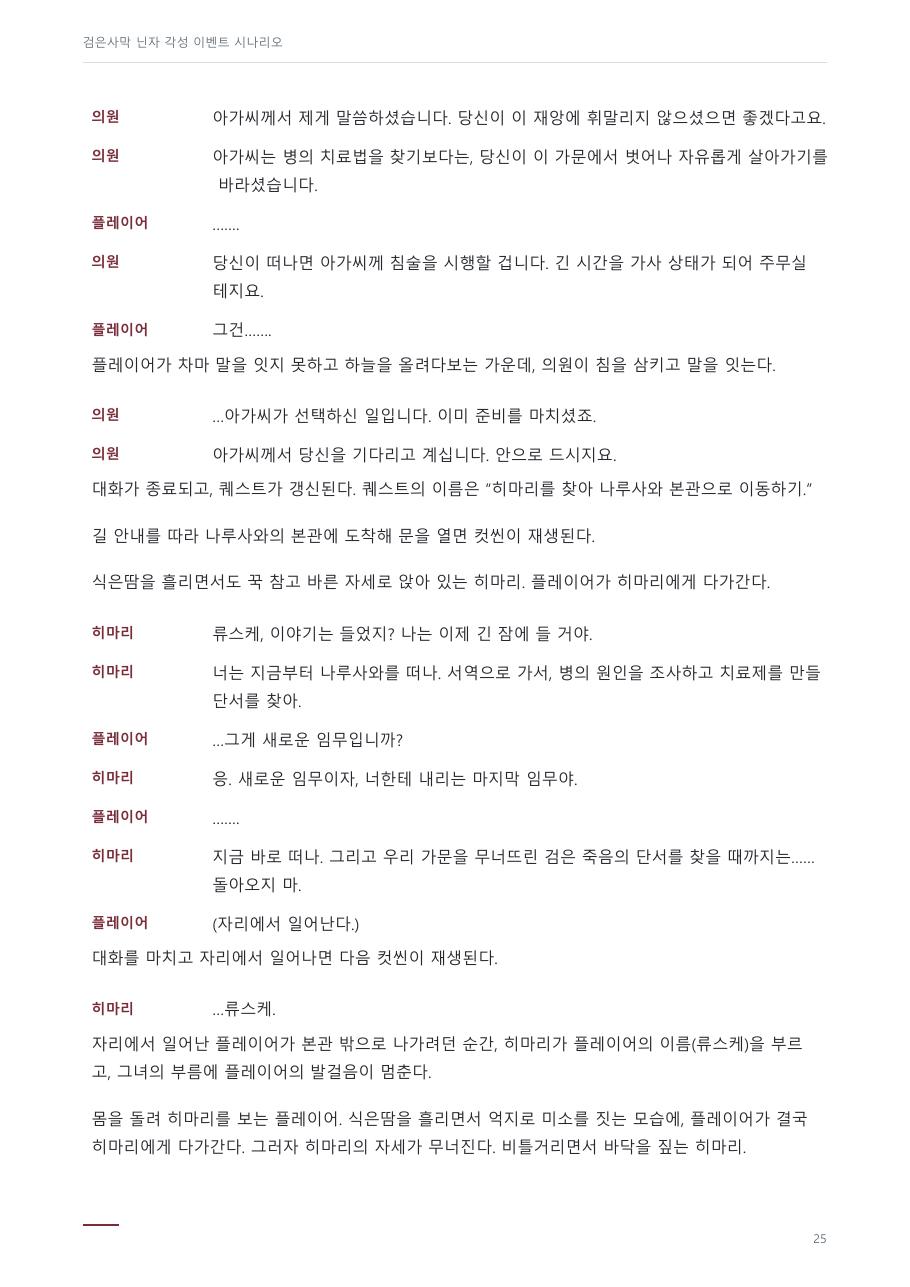 검은사막 닌자 각성 이벤트 시나리오
의원 아가씨께서 제게 말씀하셨습니다. 당신이 이 재앙에 휘말리지 않으셨으면 좋겠다고요.
의원 아가씨는 병의 치료법을 찾기보다는, 당신이 이 가문에서 벗어나 자유롭게 살아가기를
바라셨습니다.
플레이어 …….
의원 당신이 떠나면 아가씨께 침술을 시행할 겁니다. 긴 시간을 가사 상태가 되어 주무실
테지요.
플레이어 그건…….
플레이어가 차마 말을 잇지 못하고 하늘을 올려다보는 가운데, 의원이 침을 삼키고 말을 잇는다.
의원 …아가씨가 선택하신 일입니다. 이미 준비를 마치셨죠.
의원 아가씨께서 당신을 기다리고 계십니다. 안으로 드시지요.
대화가 종료되고, 퀘스트가 갱신된다. 퀘스트의 이름은 “히마리를 찾아 나루사와 본관으로 이동하기.”
길 안내를 따라 나루사와의 본관에 도착해 문을 열면 컷씬이 재생된다.
식은땀을 흘리면서도 꾹 참고 바른 자세로 앉아 있는 히마리. 플레이어가 히마리에게 다가간다.
히마리 류스케, 이야기는 들었지? 나는 이제 긴 잠에 들 거야.
히마리 너는 지금부터 나루사와를 떠나. 서역으로 가서, 병의 원인을 조사하고 치료제를 만들
단서를 찾아.
플레이어 …그게 새로운 임무입니까?
히마리 응. 새로운 임무이자, 너한테 내리는 마지막 임무야.
플레이어 …….
히마리 지금 바로 떠나. 그리고 우리 가문을 무너뜨린 검은 죽음의 단서를 찾을 때까지는……
돌아오지 마.
플레이어 (자리에서 일어난다.)
대화를 마치고 자리에서 일어나면 다음 컷씬이 재생된다.
히마리 …류스케.
자리에서 일어난 플레이어가 본관 밖으로 나가려던 순간, 히마리가 플레이어의 이름(류스케)을 부르
고, 그녀의 부름에 플레이어의 발걸음이 멈춘다.
몸을 돌려 히마리를 보는 플레이어. 식은땀을 흘리면서 억지로 미소를 짓는 모습에, 플레이어가 결국
히마리에게 다가간다. 그러자 히마리의 자세가 무너진다. 비틀거리면서 바닥을 짚는 히마리.
25